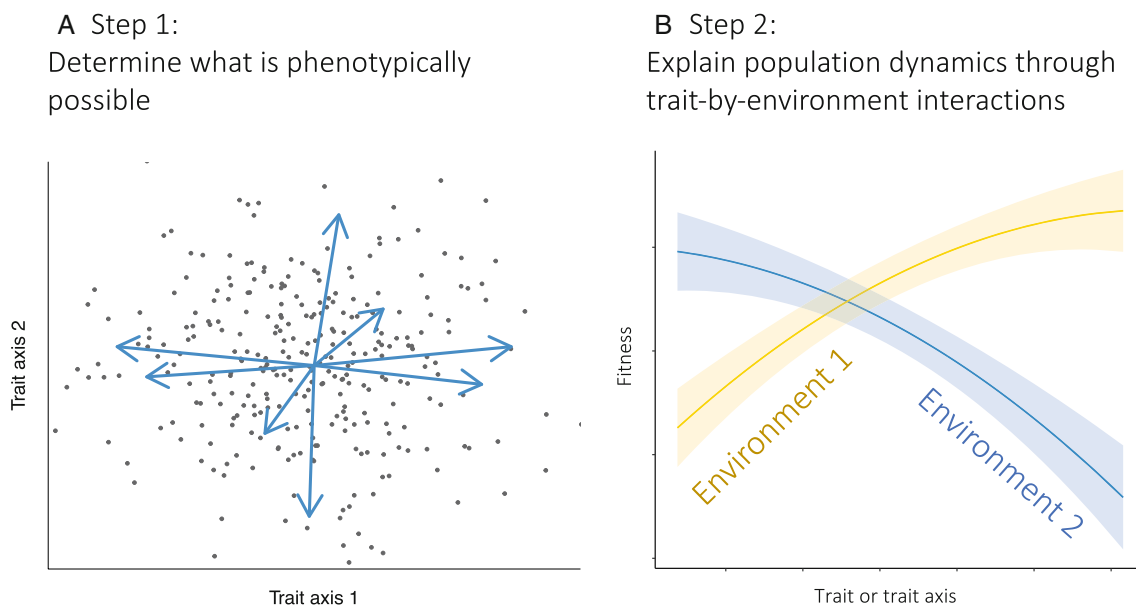 A Step 1:
Determine what is phenotypically
possible
Trait axis 2
Trait axis 1
B Step 2:
Explain population dynamics through
trait-by-environment interactions
Fitness
Environment 1
Environment 2
Trait or trait axis